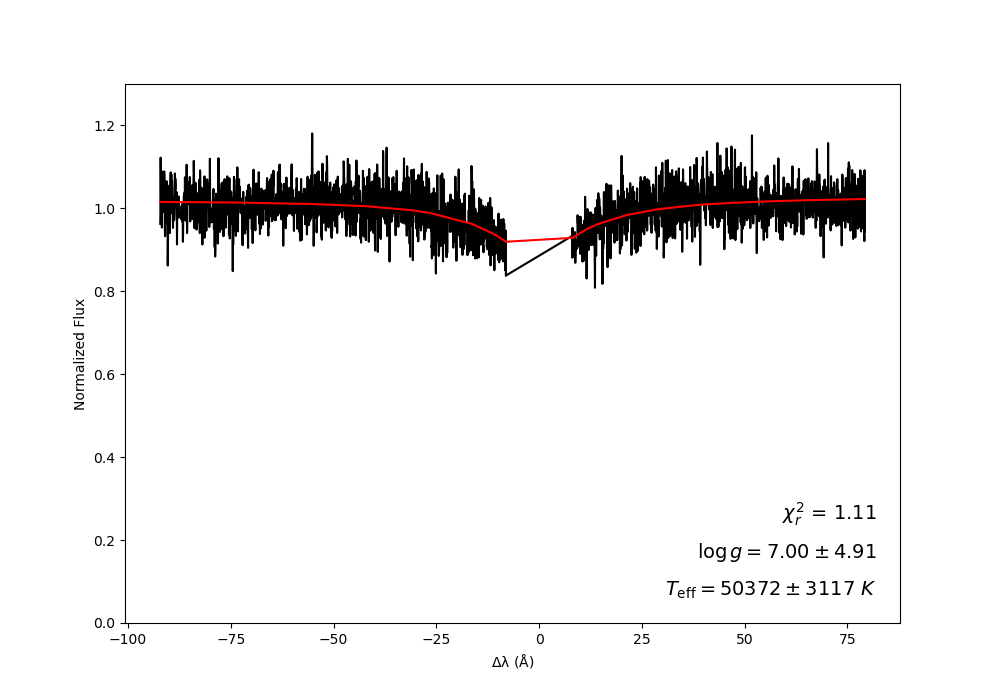 1.2
1.0
0.8
0.6
0.4
0.2
0.0
Normalized Flux
χ²ᵣ = 1.11
log g = 7.00 ± 4.91
T_eff = 50372 ± 3117 K
−100 −75 −50 −25 0 25 50 75
Δλ (Å)